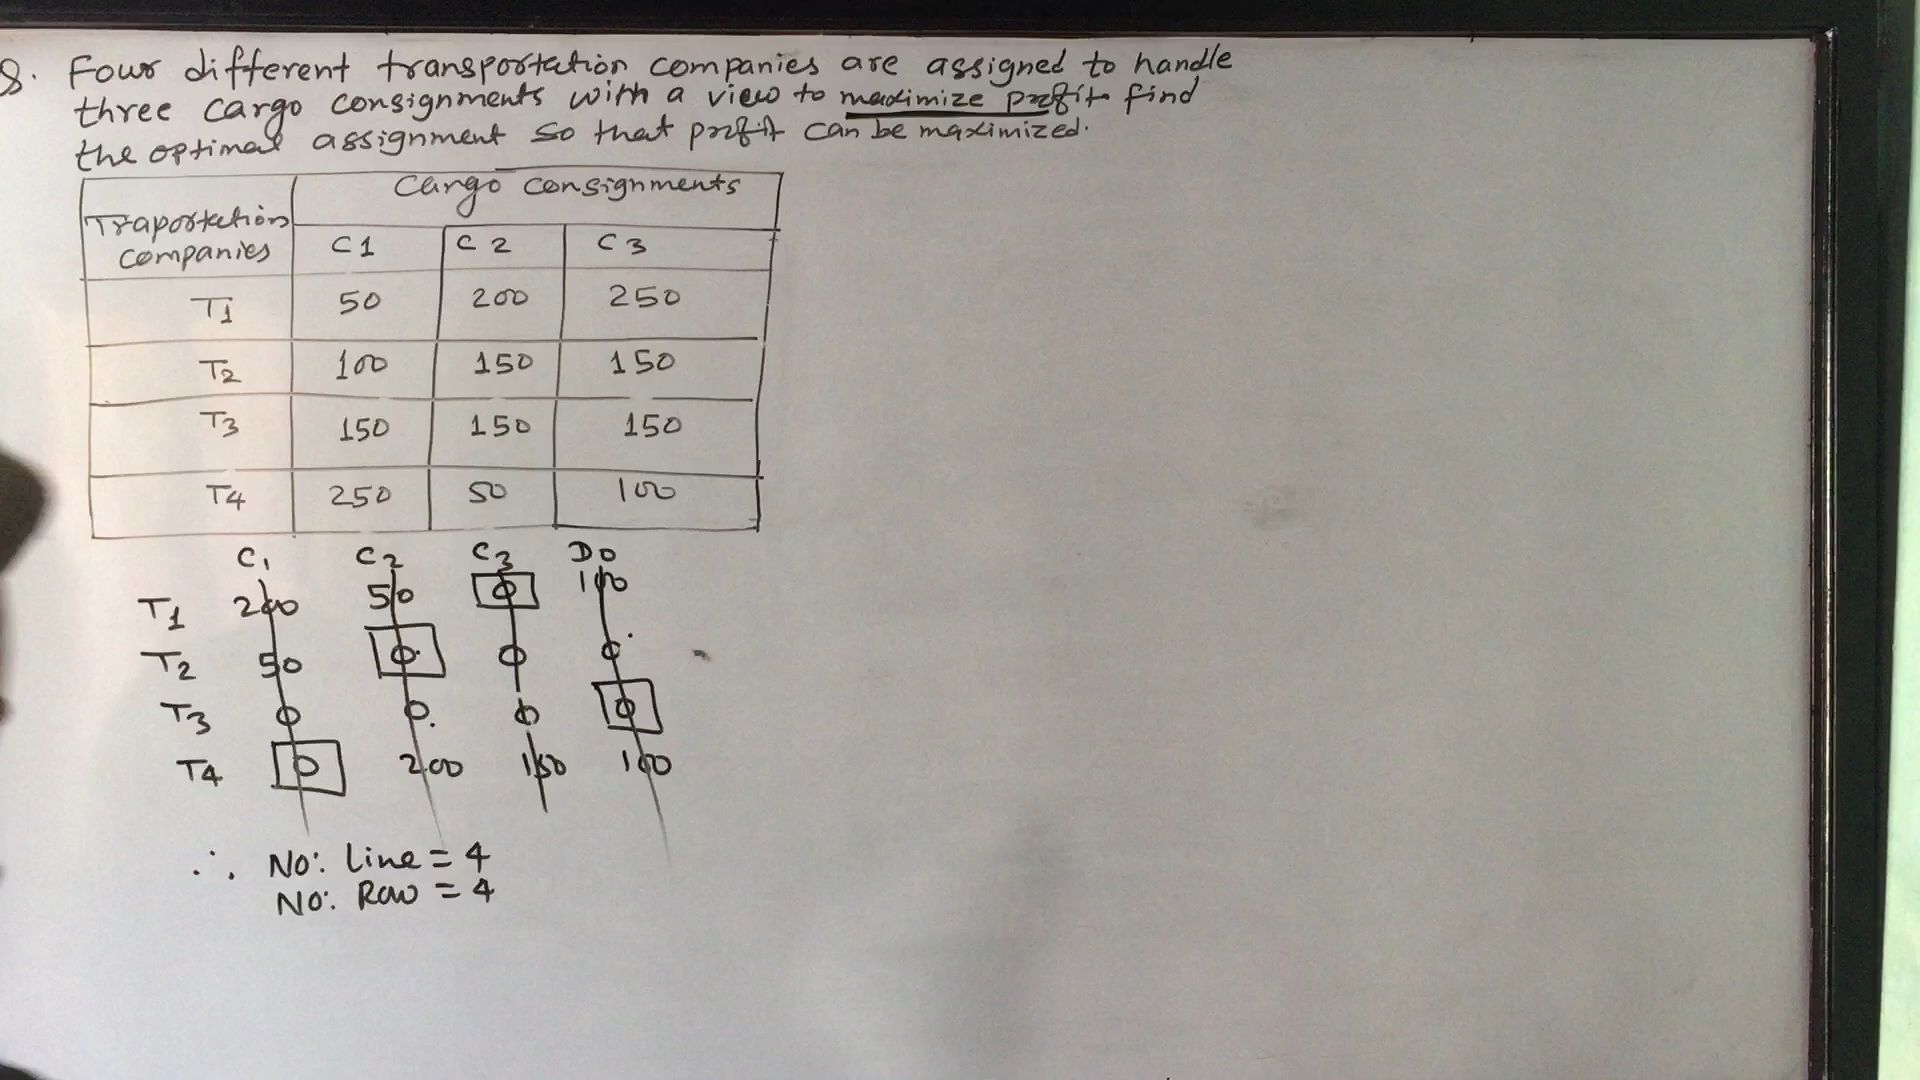 8. Four different transportation companies are assigned to handle
three cargo consignments with a view to maximize profit find
the optimal assignment so that profit can be maximized.
Cargo consignments
Traportation
companies
C1 C2 C3
T1 50 200 250
T2 100 150 150
T3 150 150 150
T4 250 50 100
C1 C2 C3 D0
T1 200 50 0 100
T2 50 0 0 0
T3 0 0 0 0
T4 0 200 150 100
∴ No: Line = 4
No: Row = 4